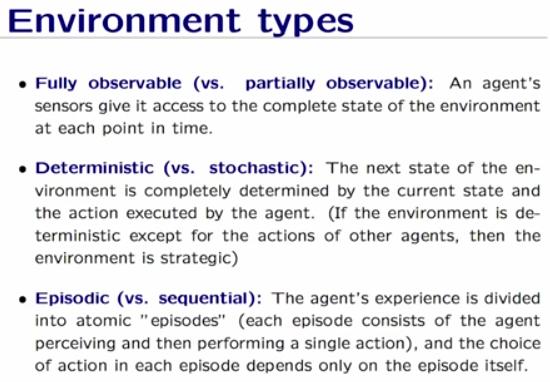 Environment types
• Fully observable (vs. partially observable): An agent's
sensors give it access to the complete state of the environment
at each point in time.
• Deterministic (vs. stochastic): The next state of the en-
vironment is completely determined by the current state and
the action executed by the agent. (If the environment is de-
terministic except for the actions of other agents, then the
environment is strategic)
• Episodic (vs. sequential): The agent's experience is divided
into atomic "episodes" (each episode consists of the agent
perceiving and then performing a single action), and the choice
of action in each episode depends only on the episode itself.